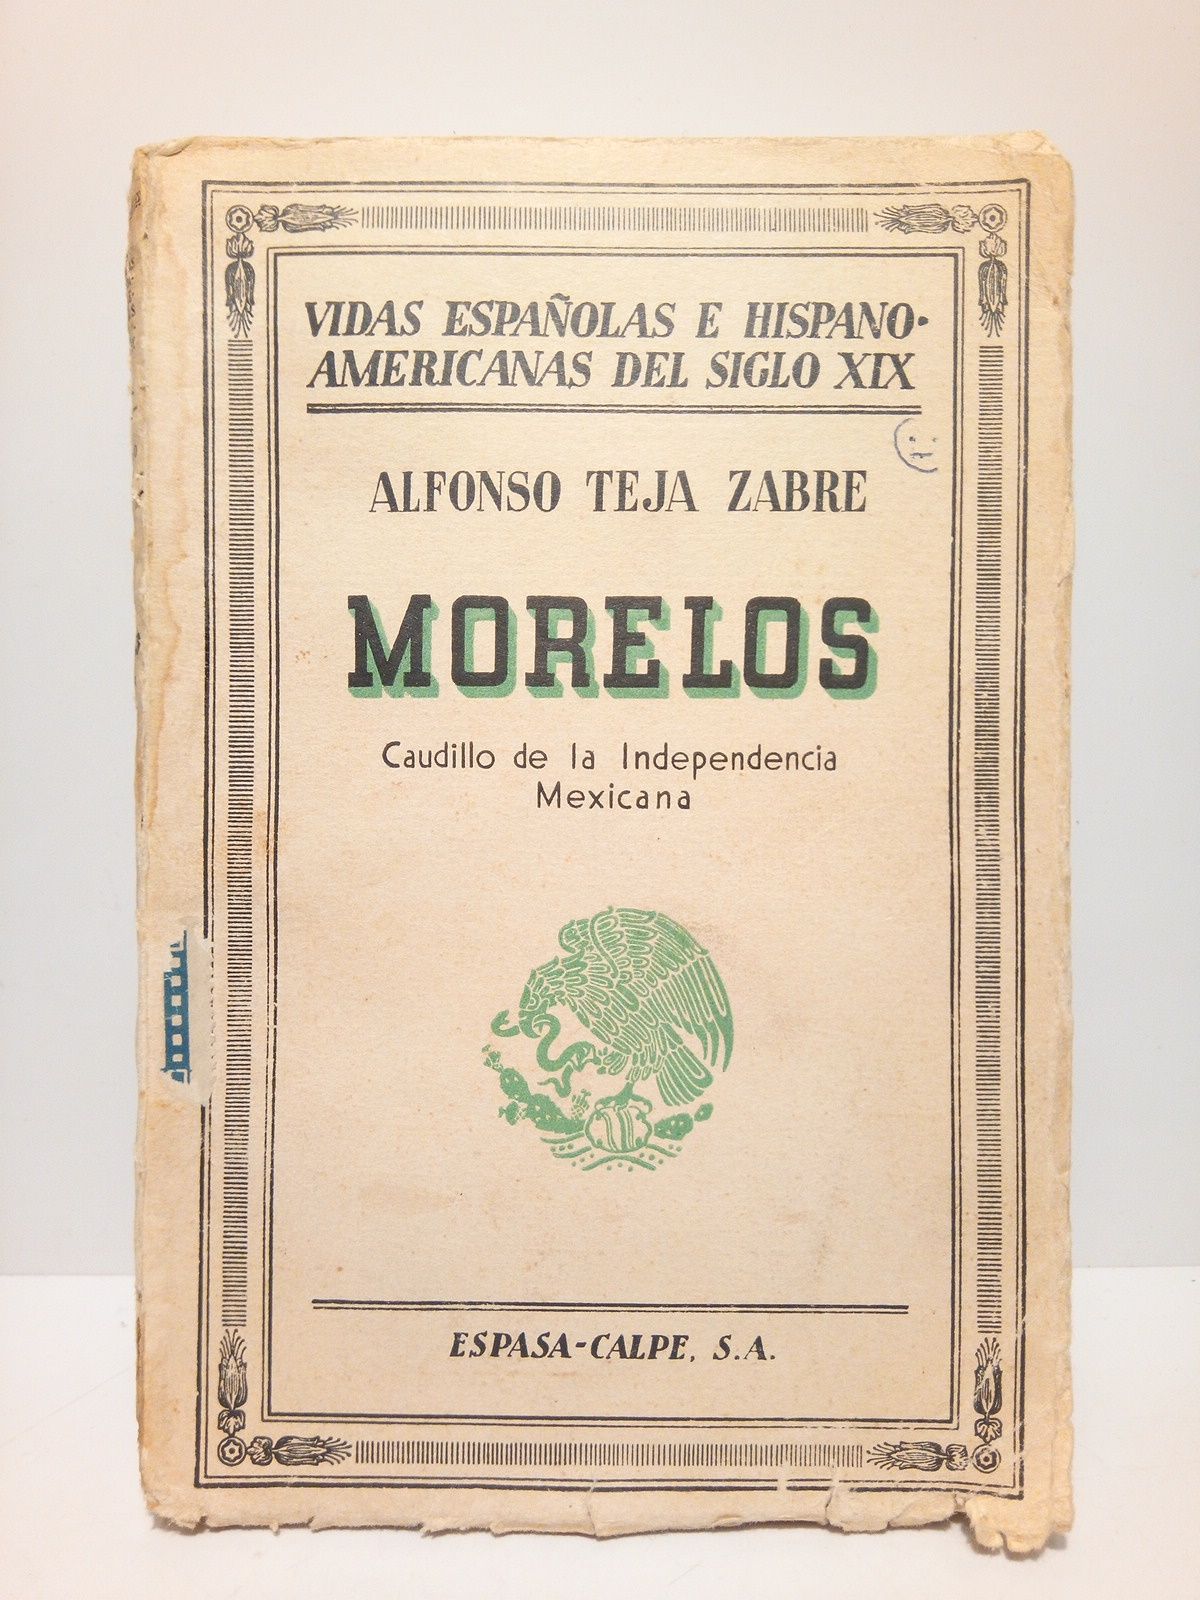 VIDAS ESPAÑOLAS E HISPANO-
AMERICANAS DEL SIGLO XIX
ALFONSO TEJA ZABRE
MORELOS
Caudillo de la Independencia
Mexicana
ESPASA-CALPE, S.A.